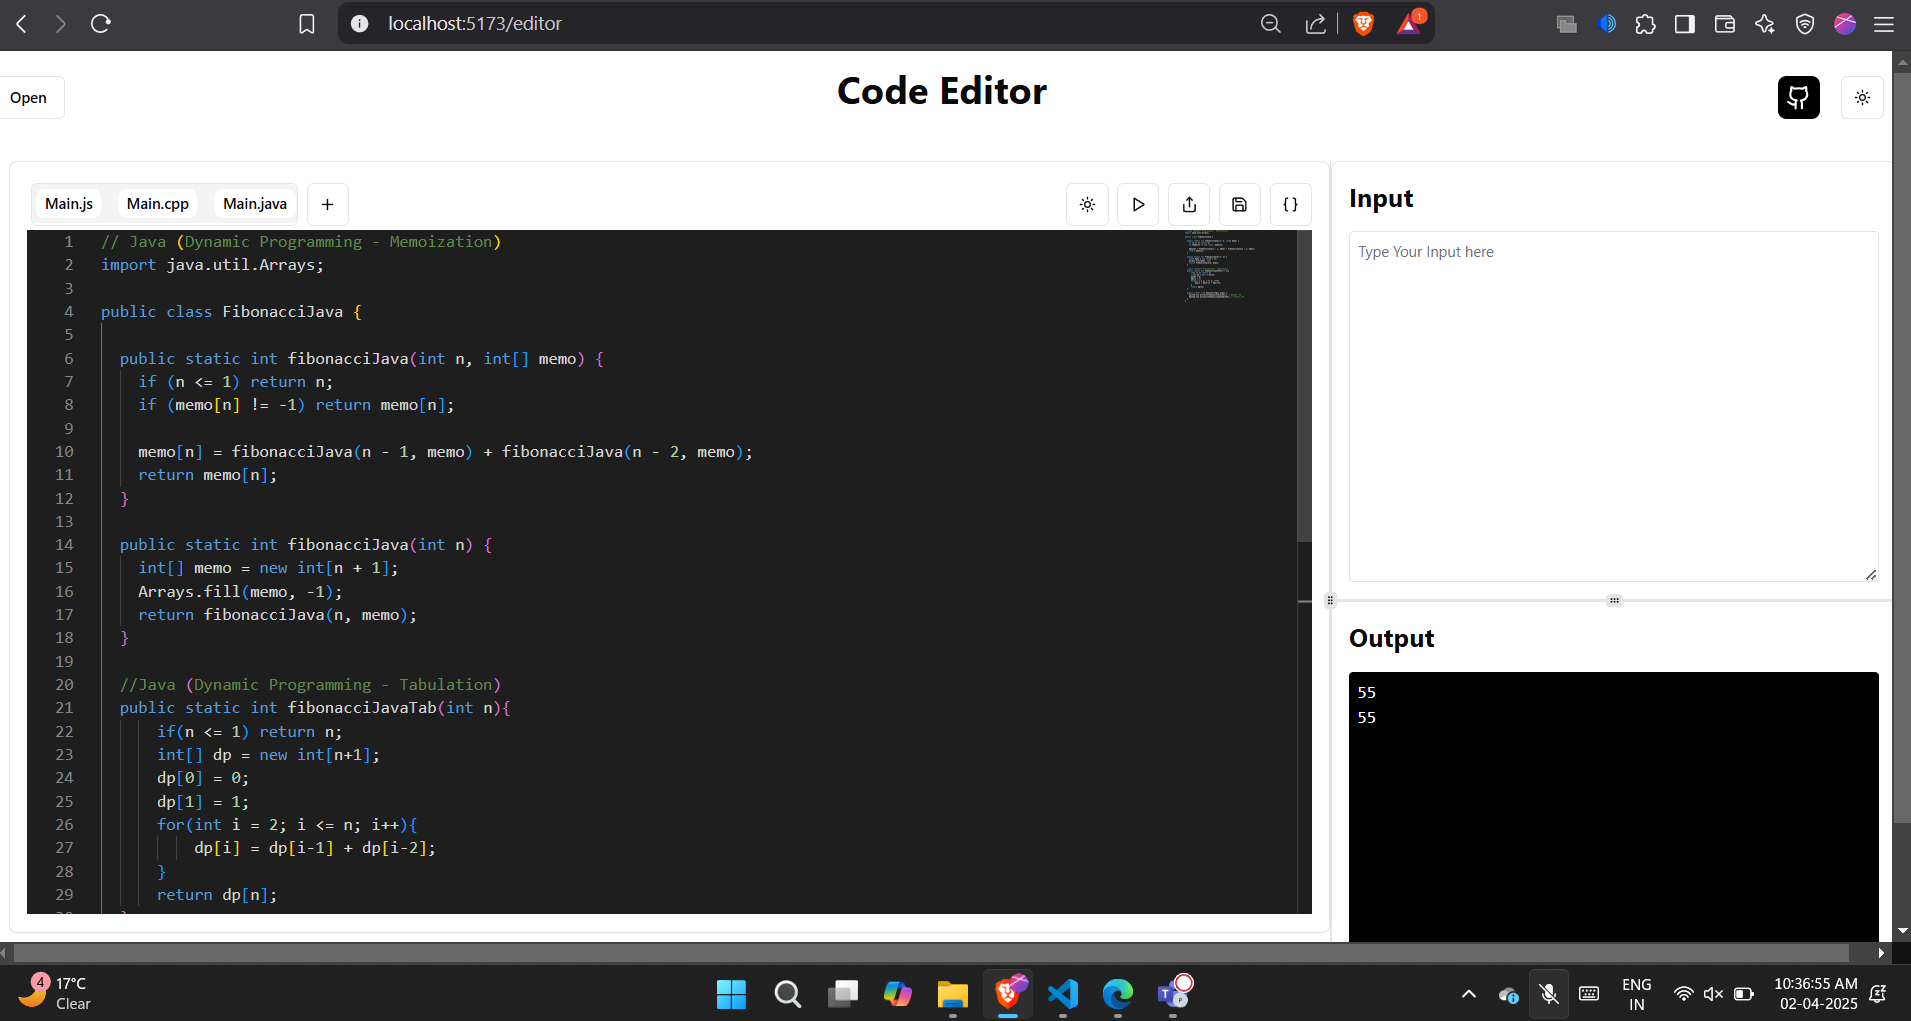 localhost:5173/editor
1
Open
Code Editor
Main.js Main.cpp Main.java +
Input
Type Your Input here
1 // Java (Dynamic Programming - Memoization)
2 import java.util.Arrays;
3
4 public class FibonacciJava {
5
6 public static int fibonacciJava(int n, int[] memo) {
7 if (n <= 1) return n;
8 if (memo[n] != -1) return memo[n];
9
10 memo[n] = fibonacciJava(n - 1, memo) + fibonacciJava(n - 2, memo);
11 return memo[n];
12 }
13
14 public static int fibonacciJava(int n) {
15 int[] memo = new int[n + 1];
16 Arrays.fill(memo, -1);
17 return fibonacciJava(n, memo);
18 }
19
20 //Java (Dynamic Programming - Tabulation)
21 public static int fibonacciJavaTab(int n){
22 if(n <= 1) return n;
23 int[] dp = new int[n+1];
24 dp[0] = 0;
25 dp[1] = 1;
26 for(int i = 2; i <= n; i++){
27 dp[i] = dp[i-1] + dp[i-2];
28 }
29 return dp[n];
Output
55
55
4
17°C
Clear
ENG
IN
10:36:55 AM
02-04-2025